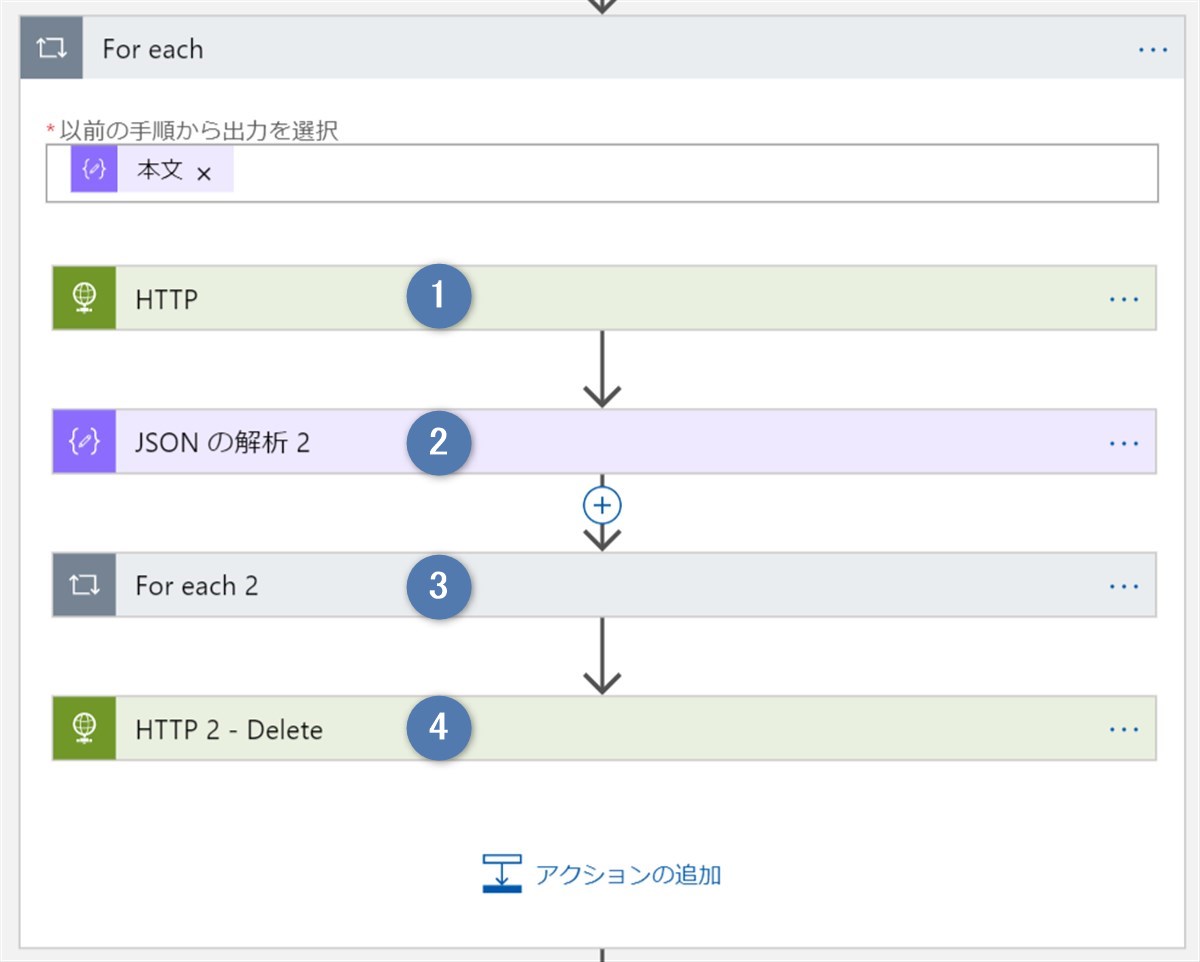 For each
*以前の手順から出力を選択
本文 ×
HTTP 1
JSON の解析 2 2
For each 2 3
HTTP 2 - Delete 4
アクションの追加